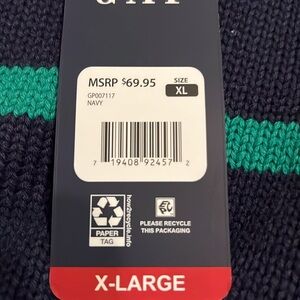 GAP
MSRP $69.95
SIZE
XL
GP007117
NAVY
7 19408 92457 2
how2recycle.info
PAPER
TAG
PLEASE RECYCLE
THIS PACKAGING
X-LARGE